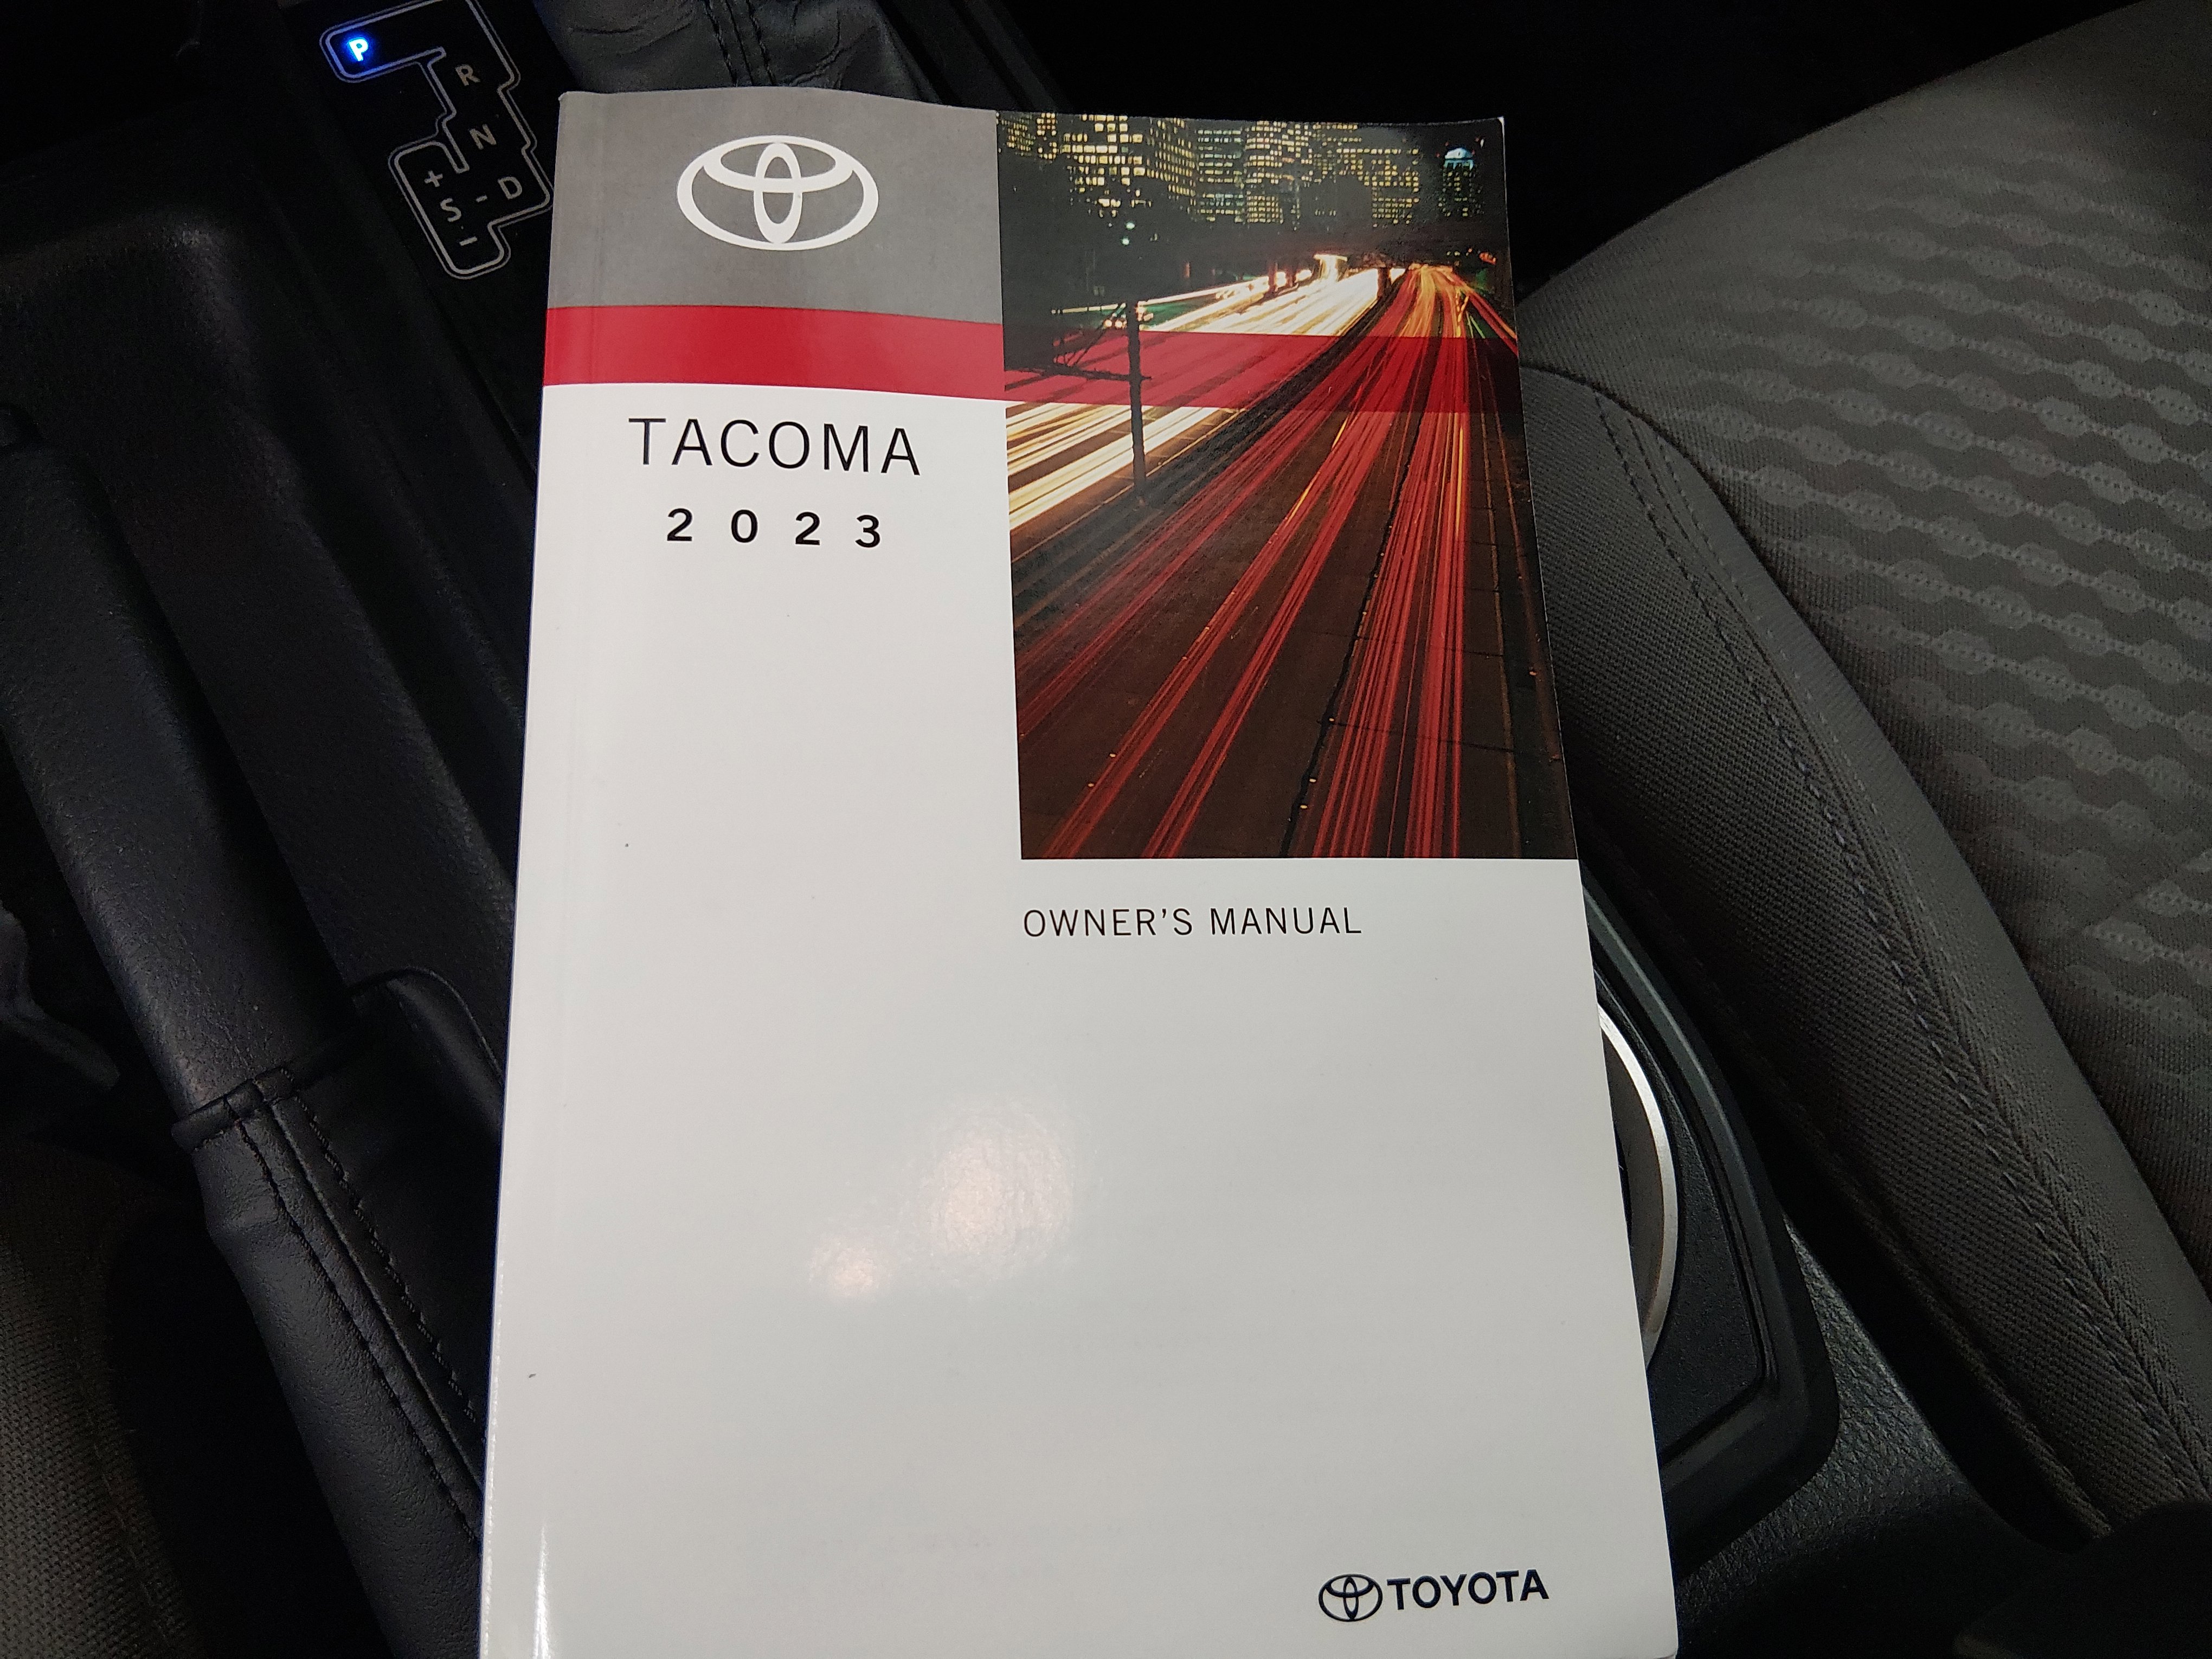 P
R
N
+
S - D
-
TACOMA
2023
OWNER'S MANUAL
TOYOTA